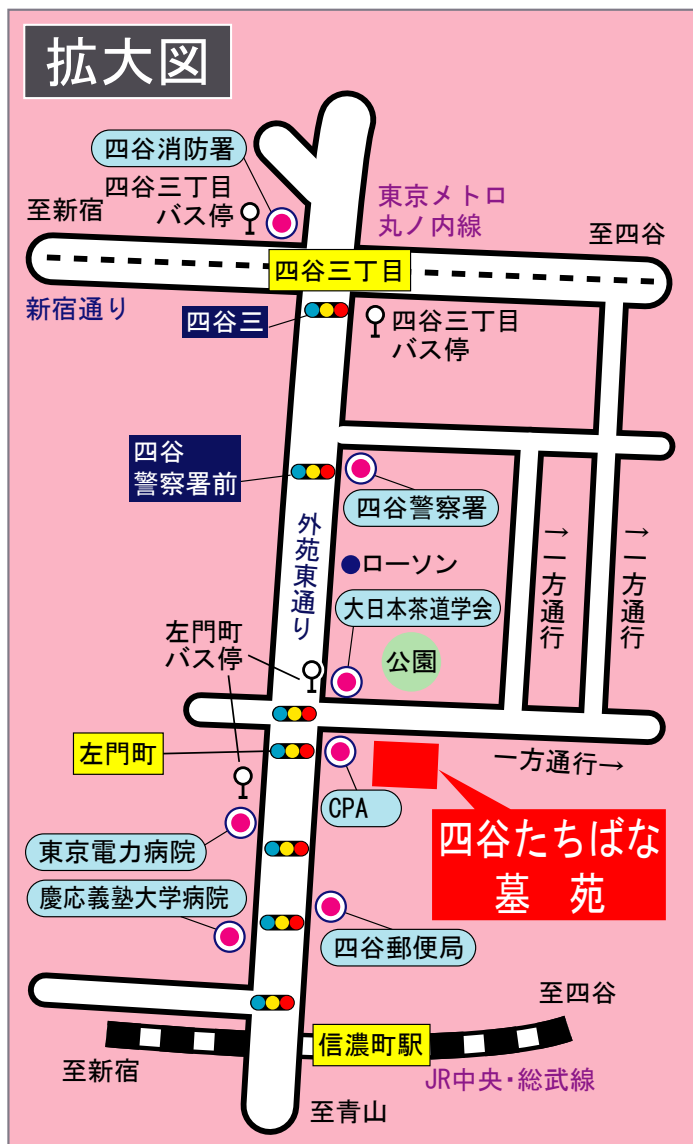 拡大図
四谷消防署
四谷三丁目
バス停
東京メトロ
丸ノ内線
至新宿
至四谷
四谷三丁目
新宿通り
四谷三
四谷三丁目
バス停
四谷
警察署前
四谷警察署
外苑東通り
ローソン
→一方通行
→一方通行
大日本茶道学会
左門町
バス停
公園
左門町
一方通行→
CPA
四谷たちばな
墓 苑
東京電力病院
慶応義塾大学病院
四谷郵便局
至四谷
信濃町駅
至新宿
JR中央・総武線
至青山